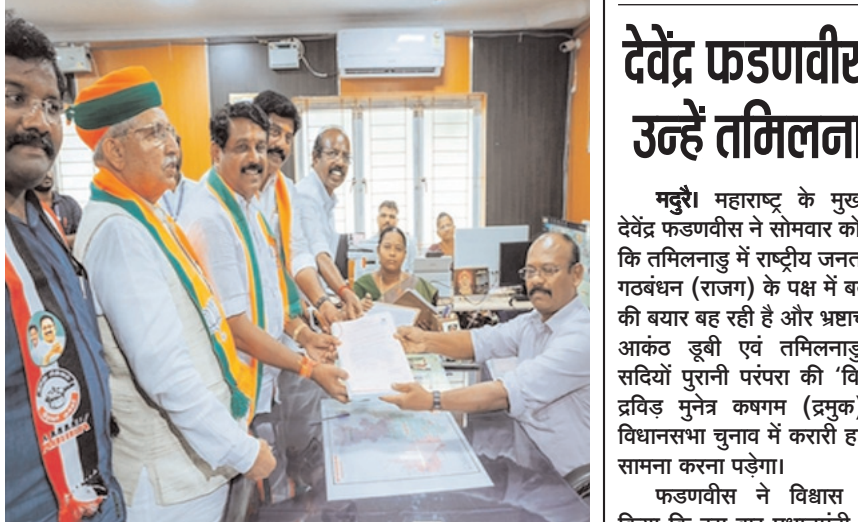 देवेंद्र फडणवीस
उन्हें तमिलना
मदुरै। महाराष्ट्र के मुख
देवेंद्र फडणवीस ने सोमवार को
कि तमिलनाडु में राष्ट्रीय जनत
गठबंधन (राजग) के पक्ष में ब
की बयार बह रही है और भ्रष्टाच
आकंठ डूबी एवं तमिलनाडु
सदियों पुरानी परंपरा की ‘वि
द्रविड़ मुनेत्र कषगम (द्रमुक)
विधानसभा चुनाव में करारी ह
सामना करना पड़ेगा।
फडणवीस ने विश्वास